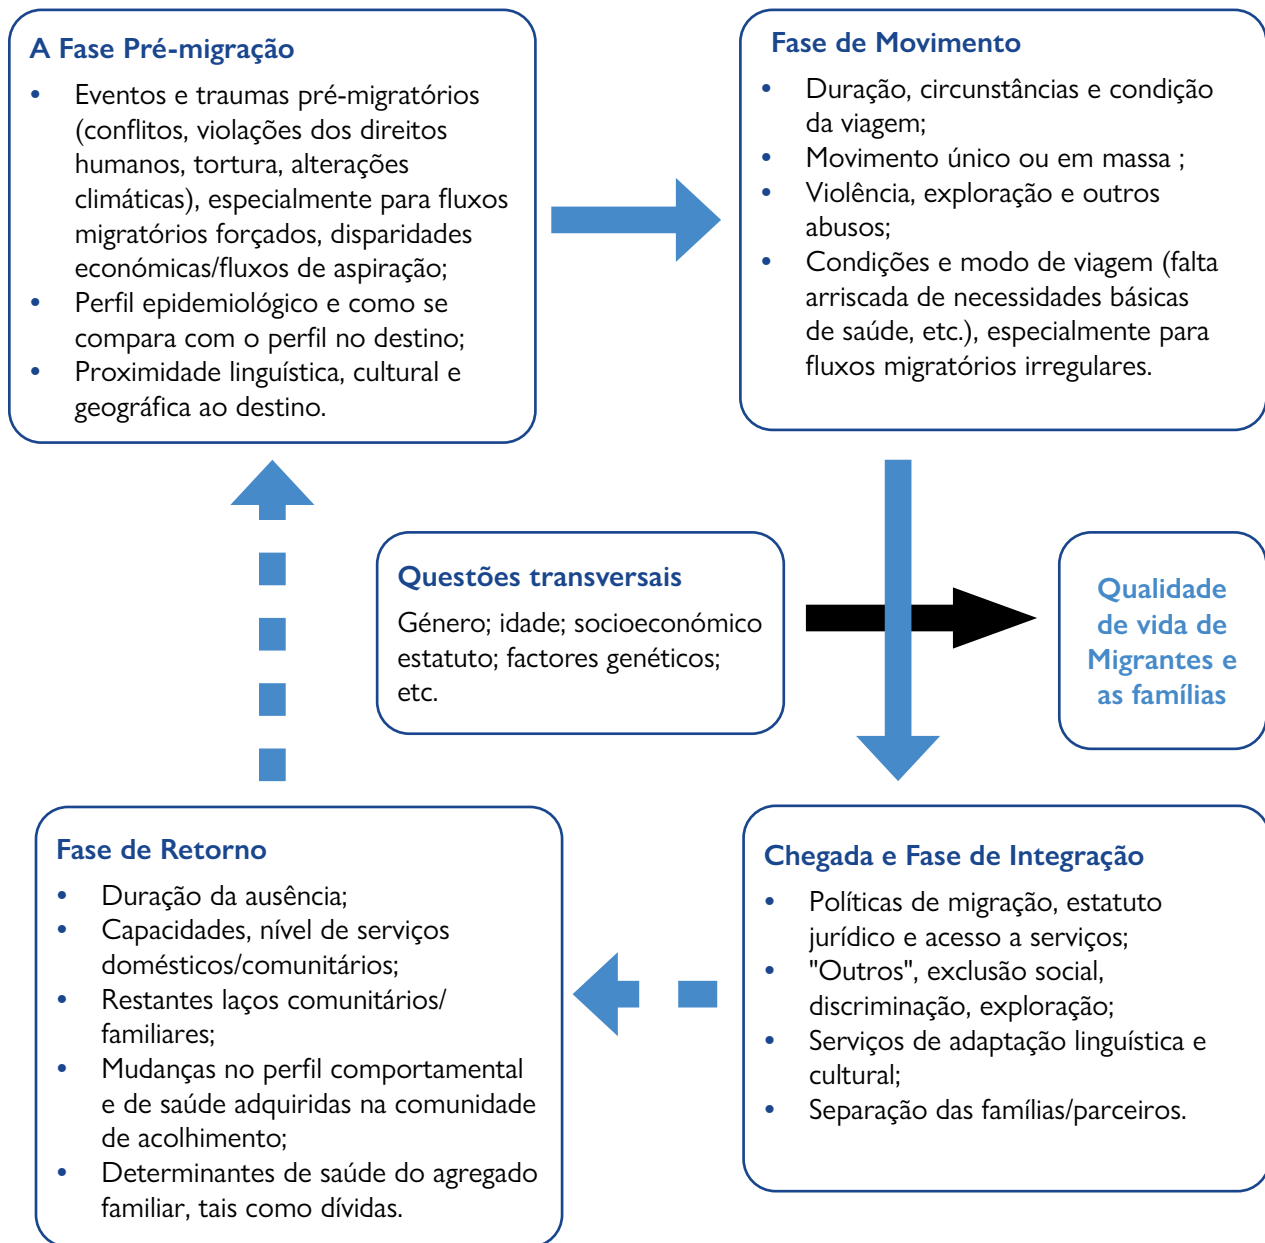 A Fase Pré-migração
• Eventos e traumas pré-migratórios
(conflitos, violações dos direitos
humanos, tortura, alterações
climáticas), especialmente para fluxos
migratórios forçados, disparidades
económicas/fluxos de aspiração;
• Perfil epidemiológico e como se
compara com o perfil no destino;
• Proximidade linguística, cultural e
geográfica ao destino.
Fase de Movimento
• Duração, circunstâncias e condição
da viagem;
• Movimento único ou em massa ;
• Violência, exploração e outros
abusos;
• Condições e modo de viagem (falta
arriscada de necessidades básicas
de saúde, etc.), especialmente para
fluxos migratórios irregulares.
Questões transversais
Género; idade; socioeconómico
estatuto; factores genéticos;
etc.
Qualidade
de vida de
Migrantes e
as famílias
Fase de Retorno
• Duração da ausência;
• Capacidades, nível de serviços
domésticos/comunitários;
• Restantes laços comunitários/
familiares;
• Mudanças no perfil comportamental
e de saúde adquiridas na comunidade
de acolhimento;
• Determinantes de saúde do agregado
familiar, tais como dívidas.
Chegada e Fase de Integração
• Políticas de migração, estatuto
jurídico e acesso a serviços;
• "Outros", exclusão social,
discriminação, exploração;
• Serviços de adaptação linguística e
cultural;
• Separação das famílias/parceiros.